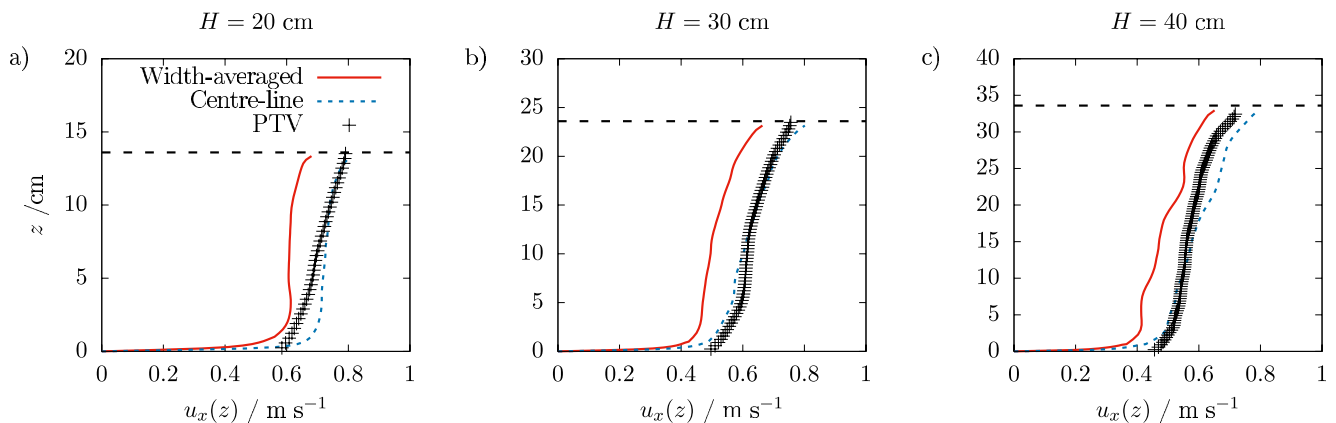 H = 20 cm
H = 30 cm
H = 40 cm
a)
b)
c)
Width-averaged
Centre-line
PTV
z /cm
20
15
10
5
0
0 0.2 0.4 0.6 0.8 1
u_x(z) / m s⁻¹
30
25
20
15
10
5
0
0 0.2 0.4 0.6 0.8 1
u_x(z) / m s⁻¹
40
35
30
25
20
15
10
5
0
0 0.2 0.4 0.6 0.8 1
u_x(z) / m s⁻¹